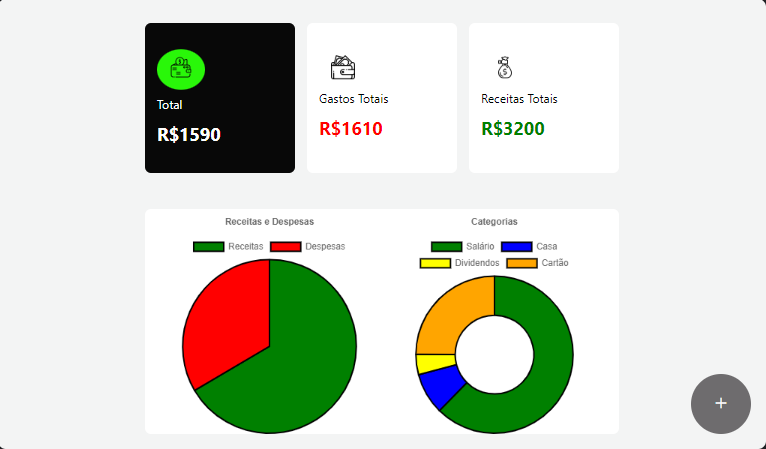 Total
R$1590
Gastos Totais
R$1610
Receitas Totais
R$3200
Receitas e Despesas
Receitas Despesas
Categorias
Salário Casa
Dividendos Cartão
+